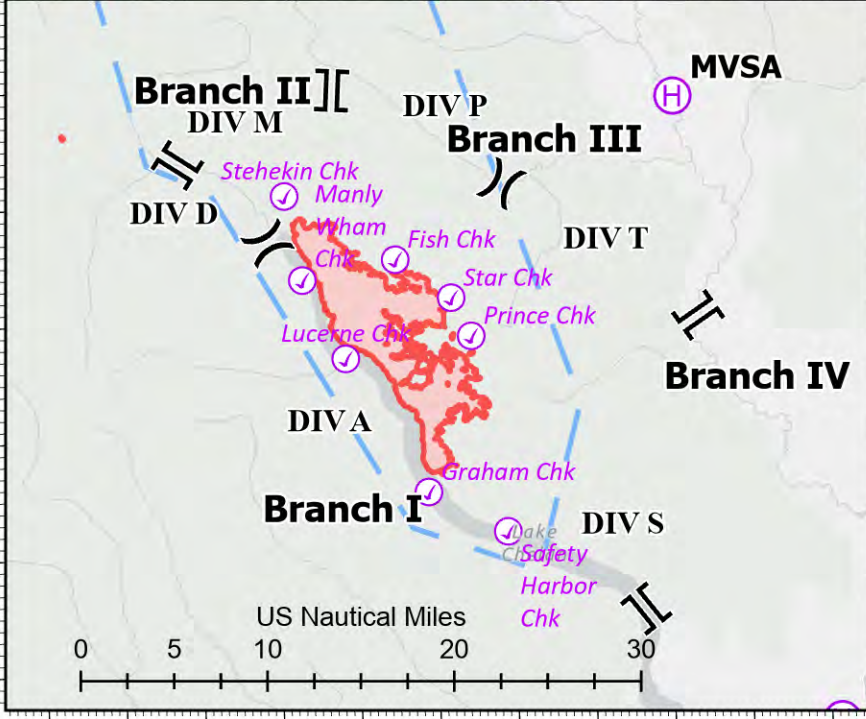 MVSA
H
Branch II
DIV P
DIV M
Branch III
Stehekin Chk
Manly
Wham
Chk
DIV D
Fish Chk
DIV T
Star Chk
Prince Chk
Lucerne Chk
Branch IV
DIV A
Graham Chk
Branch I
DIV S
Lake
Safety
Harbor
Chk
US Nautical Miles
0 5 10 20 30